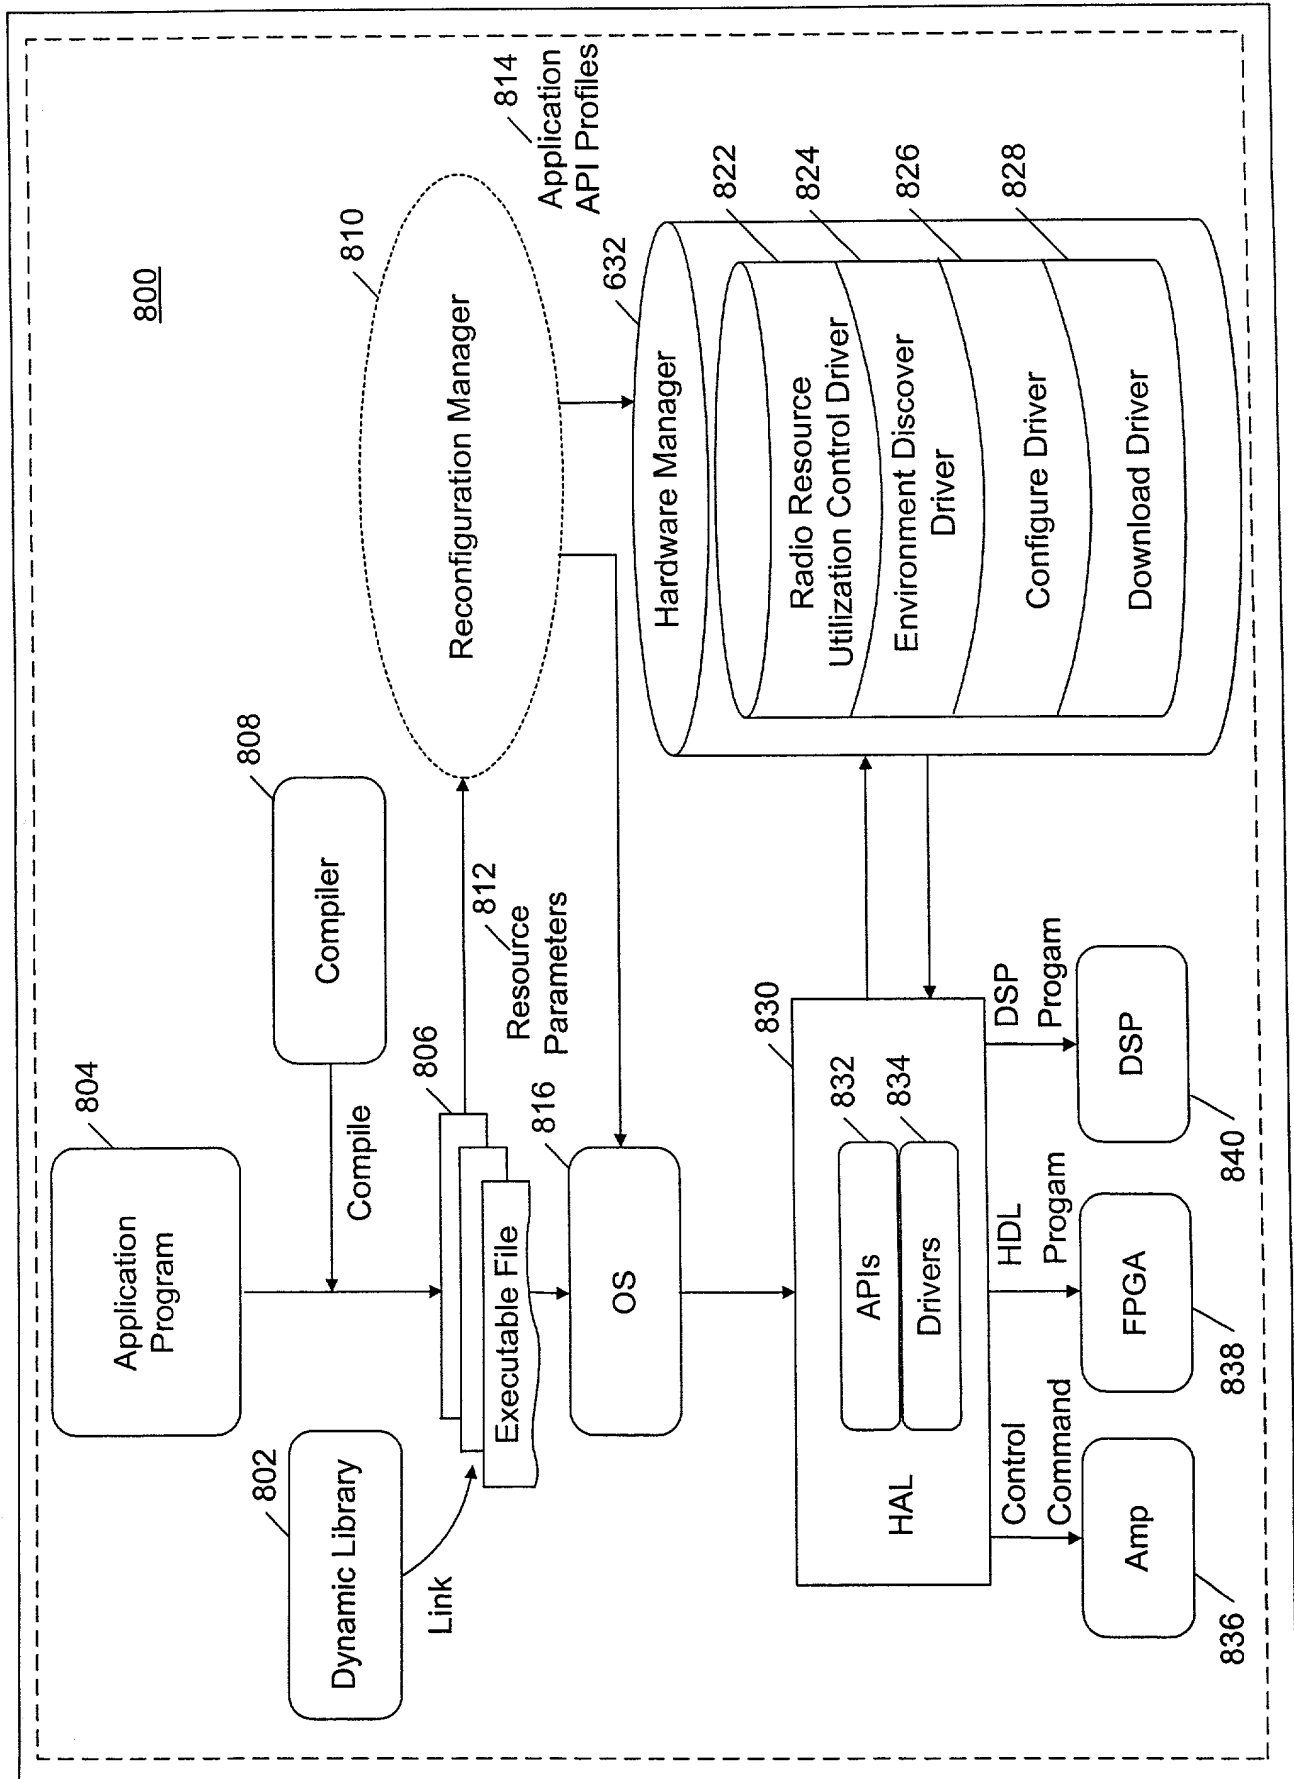 800
804
Application
Program
808
Compiler
Compile
802
Dynamic Library
Link
806
Executable File
812
Resource
Parameters
810
Reconfiguration Manager
814
Application
API Profiles
816
OS
632
Hardware Manager
822
Radio Resource
Utilization Control Driver
824
Environment Discover
Driver
826
Configure Driver
828
Download Driver
830
HAL
832
APIs
834
Drivers
Control
Command
HDL
Progam
DSP
Progam
Amp
836
FPGA
838
DSP
840